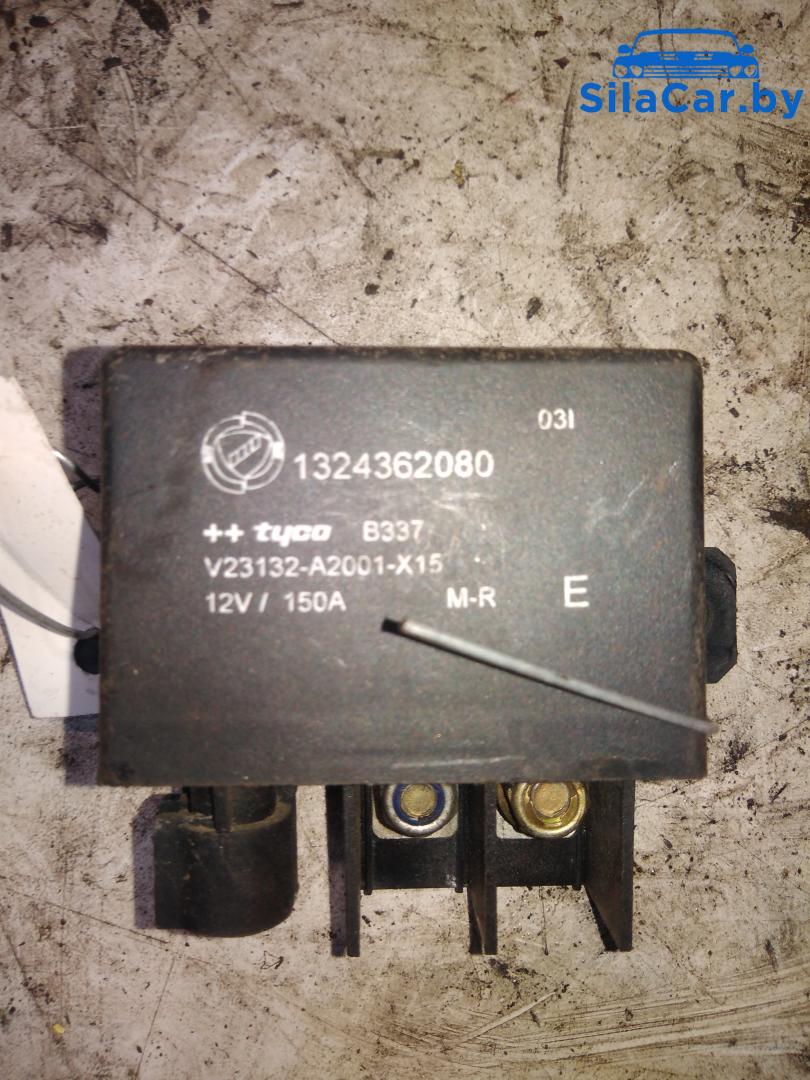 SilaCar.by
03I
1324362080
++ tyco B337
V23132-A2001-X15
12V / 150A M-R E